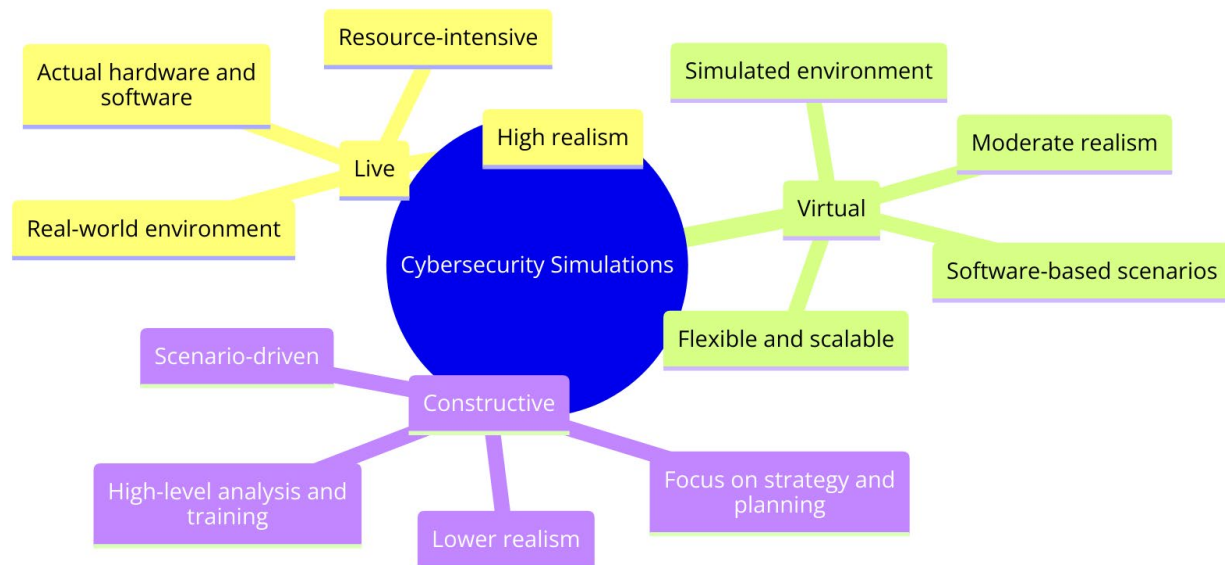 Resource-intensive
Actual hardware and
software
High realism
Live
Real-world environment
Simulated environment
Moderate realism
Virtual
Software-based scenarios
Flexible and scalable
Cybersecurity Simulations
Scenario-driven
Constructive
High-level analysis and
training
Lower realism
Focus on strategy and
planning